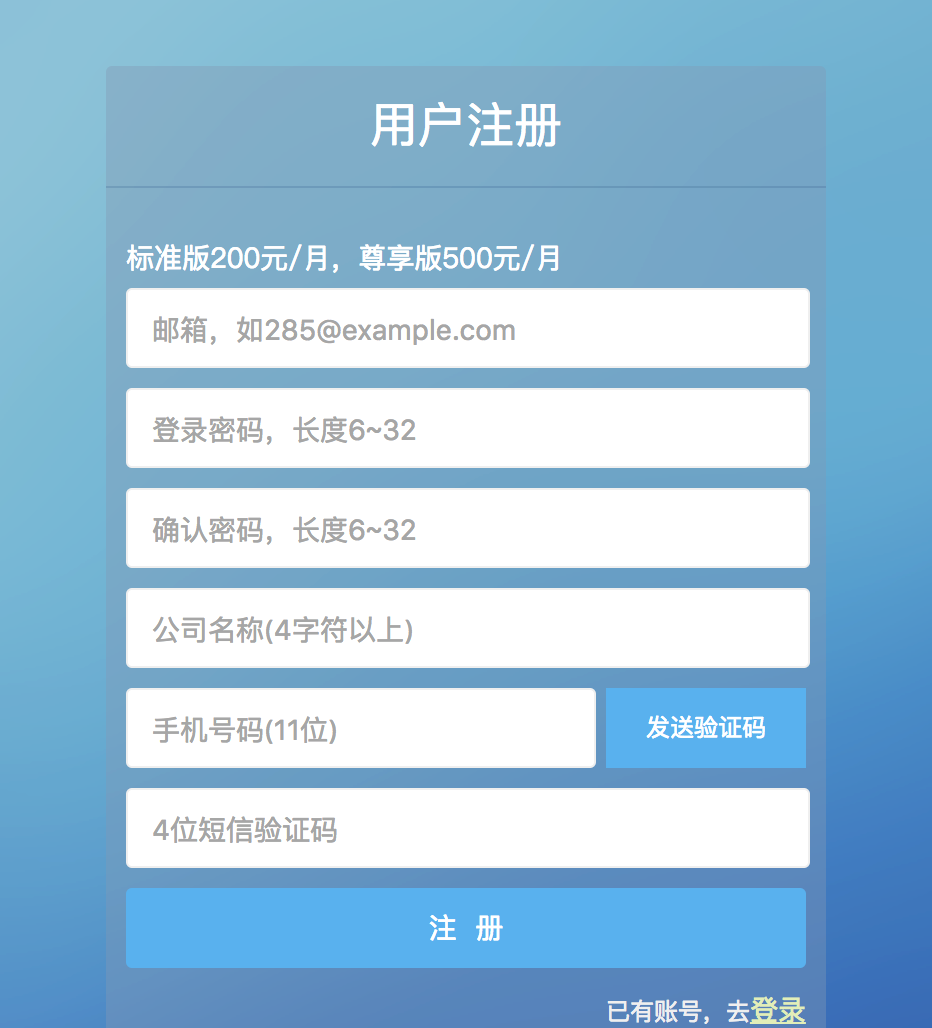 用户注册
标准版200元/月，尊享版500元/月
邮箱，如285@example.com
登录密码，长度6~32
确认密码，长度6~32
公司名称(4字符以上)
手机号码(11位)
发送验证码
4位短信验证码
注 册
已有账号，去登录